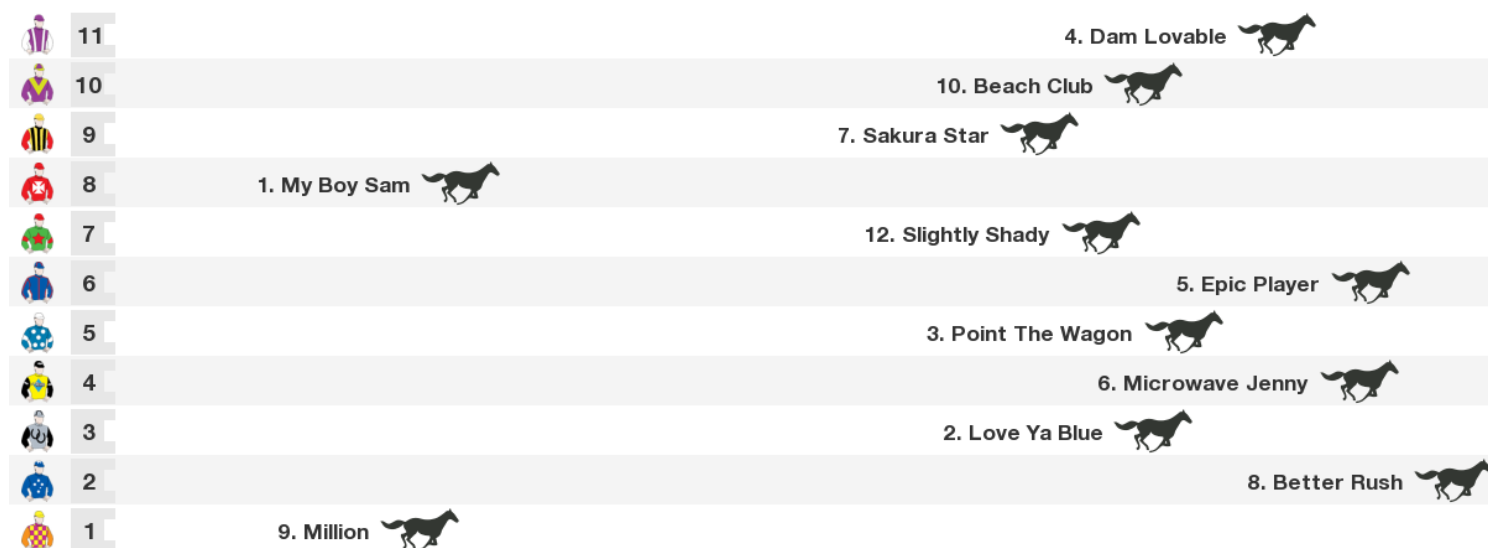 11 4. Dam Lovable
10 10. Beach Club
9 7. Sakura Star
8 1. My Boy Sam
7 12. Slightly Shady
6 5. Epic Player
5 3. Point The Wagon
4 6. Microwave Jenny
3 2. Love Ya Blue
2 8. Better Rush
1 9. Million